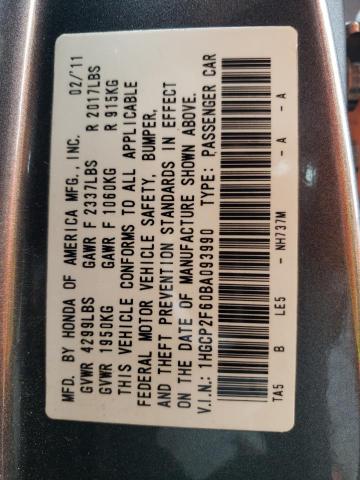 MFD. BY HONDA OF AMERICA MFG., INC. 02/'11
GVWR 4299LBS GAWR F 2337LBS R 2017LBS
GVWR 1950KG GAWR F 1060KG R 915KG
THIS VEHICLE CONFORMS TO ALL APPLICABLE
FEDERAL MOTOR VEHICLE SAFETY, BUMPER,
AND THEFT PREVENTION STANDARDS IN EFFECT
ON THE DATE OF MANUFACTURE SHOWN ABOVE.
V.I.N.: 1HGCP2F60BA093990 TYPE: PASSENGER CAR
TA5 B LE5 - NH737M - A - A